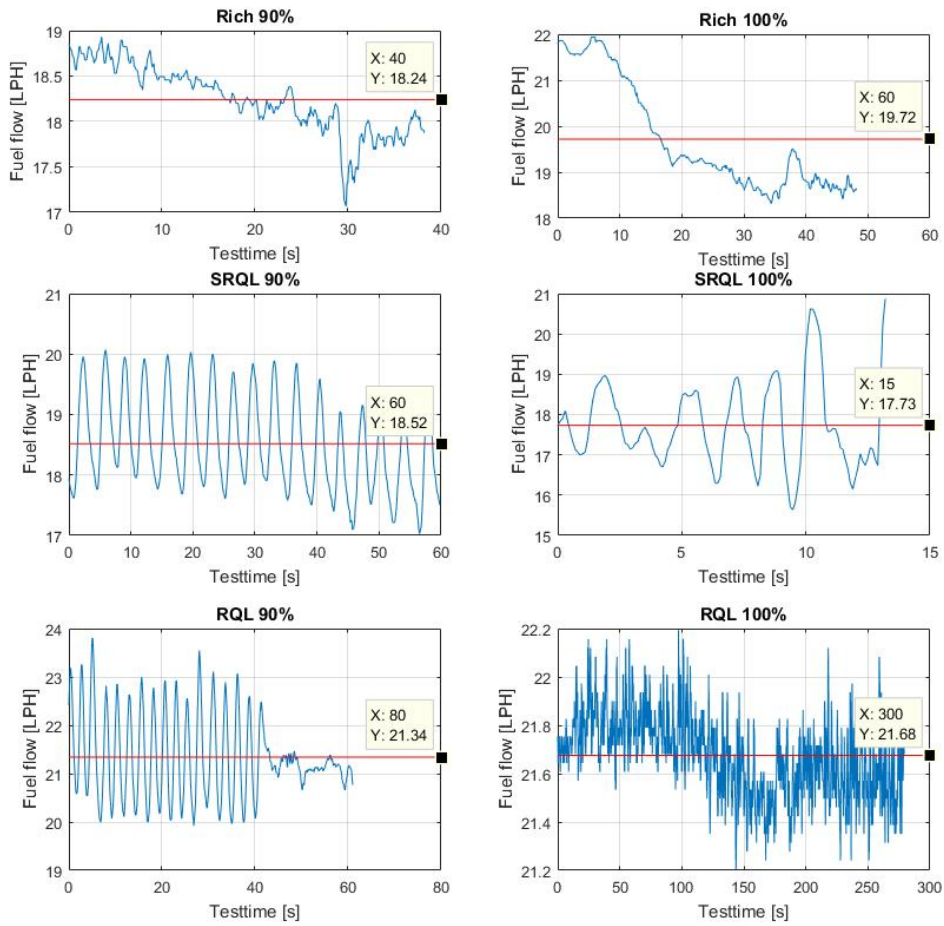 Rich 90%
Fuel flow [LPH]
19
18.5
18
17.5
17
X: 40
Y: 18.24
0 10 20 30 40
Testtime [s]
Rich 100%
Fuel flow [LPH]
22
21
20
19
18
X: 60
Y: 19.72
0 10 20 30 40 50 60
Testtime [s]
SRQL 90%
Fuel flow [LPH]
21
20
19
18
17
X: 60
Y: 18.52
0 10 20 30 40 50 60
Testtime [s]
SRQL 100%
Fuel flow [LPH]
21
20
19
18
17
16
15
X: 15
Y: 17.73
0 5 10 15
Testtime [s]
RQL 90%
Fuel flow [LPH]
24
23
22
21
20
19
X: 80
Y: 21.34
0 20 40 60 80
Testtime [s]
RQL 100%
Fuel flow [LPH]
22.2
22
21.8
21.6
21.4
21.2
X: 300
Y: 21.68
0 50 100 150 200 250 300
Testtime [s]